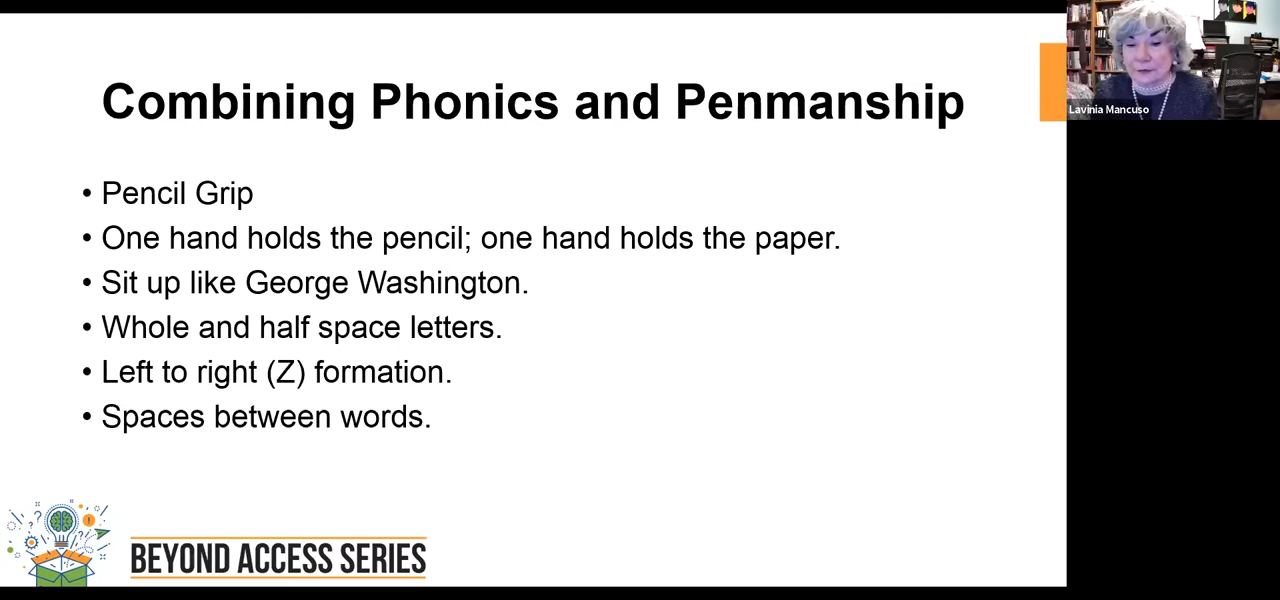 Combining Phonics and Penmanship
• Pencil Grip
• One hand holds the pencil; one hand holds the paper.
• Sit up like George Washington.
• Whole and half space letters.
• Left to right (Z) formation.
• Spaces between words.
BEYOND ACCESS SERIES
Lavinia Mancuso